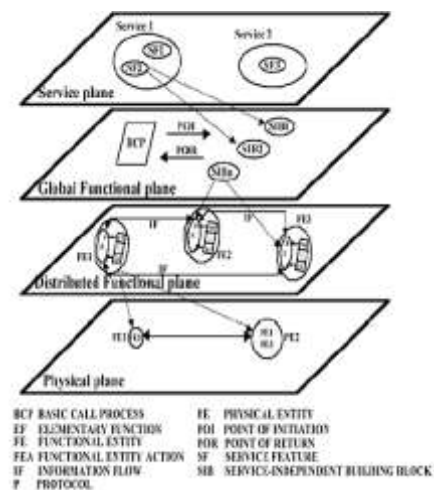 Service 1
Service 2
SF1
SF2
SF3
Service plane
BCP
POI
POR
SIB1
SIB2
SIBn
Global Functional plane
IF
FE3
FE2
FE1
IF
Distributed Functional plane
PE2
Physical plane
BCP BASIC CALL PROCESS
EF ELEMENTARY FUNCTION
FE FUNCTIONAL ENTITY
FEA FUNCTIONAL ENTITY ACTION
IF INFORMATION FLOW
P PROTOCOL
PE PHYSICAL ENTITY
POI POINT OF INITIATION
POR POINT OF RETURN
SF SERVICE FEATURE
SIB SERVICE-INDEPENDENT BUILDING BLOCK